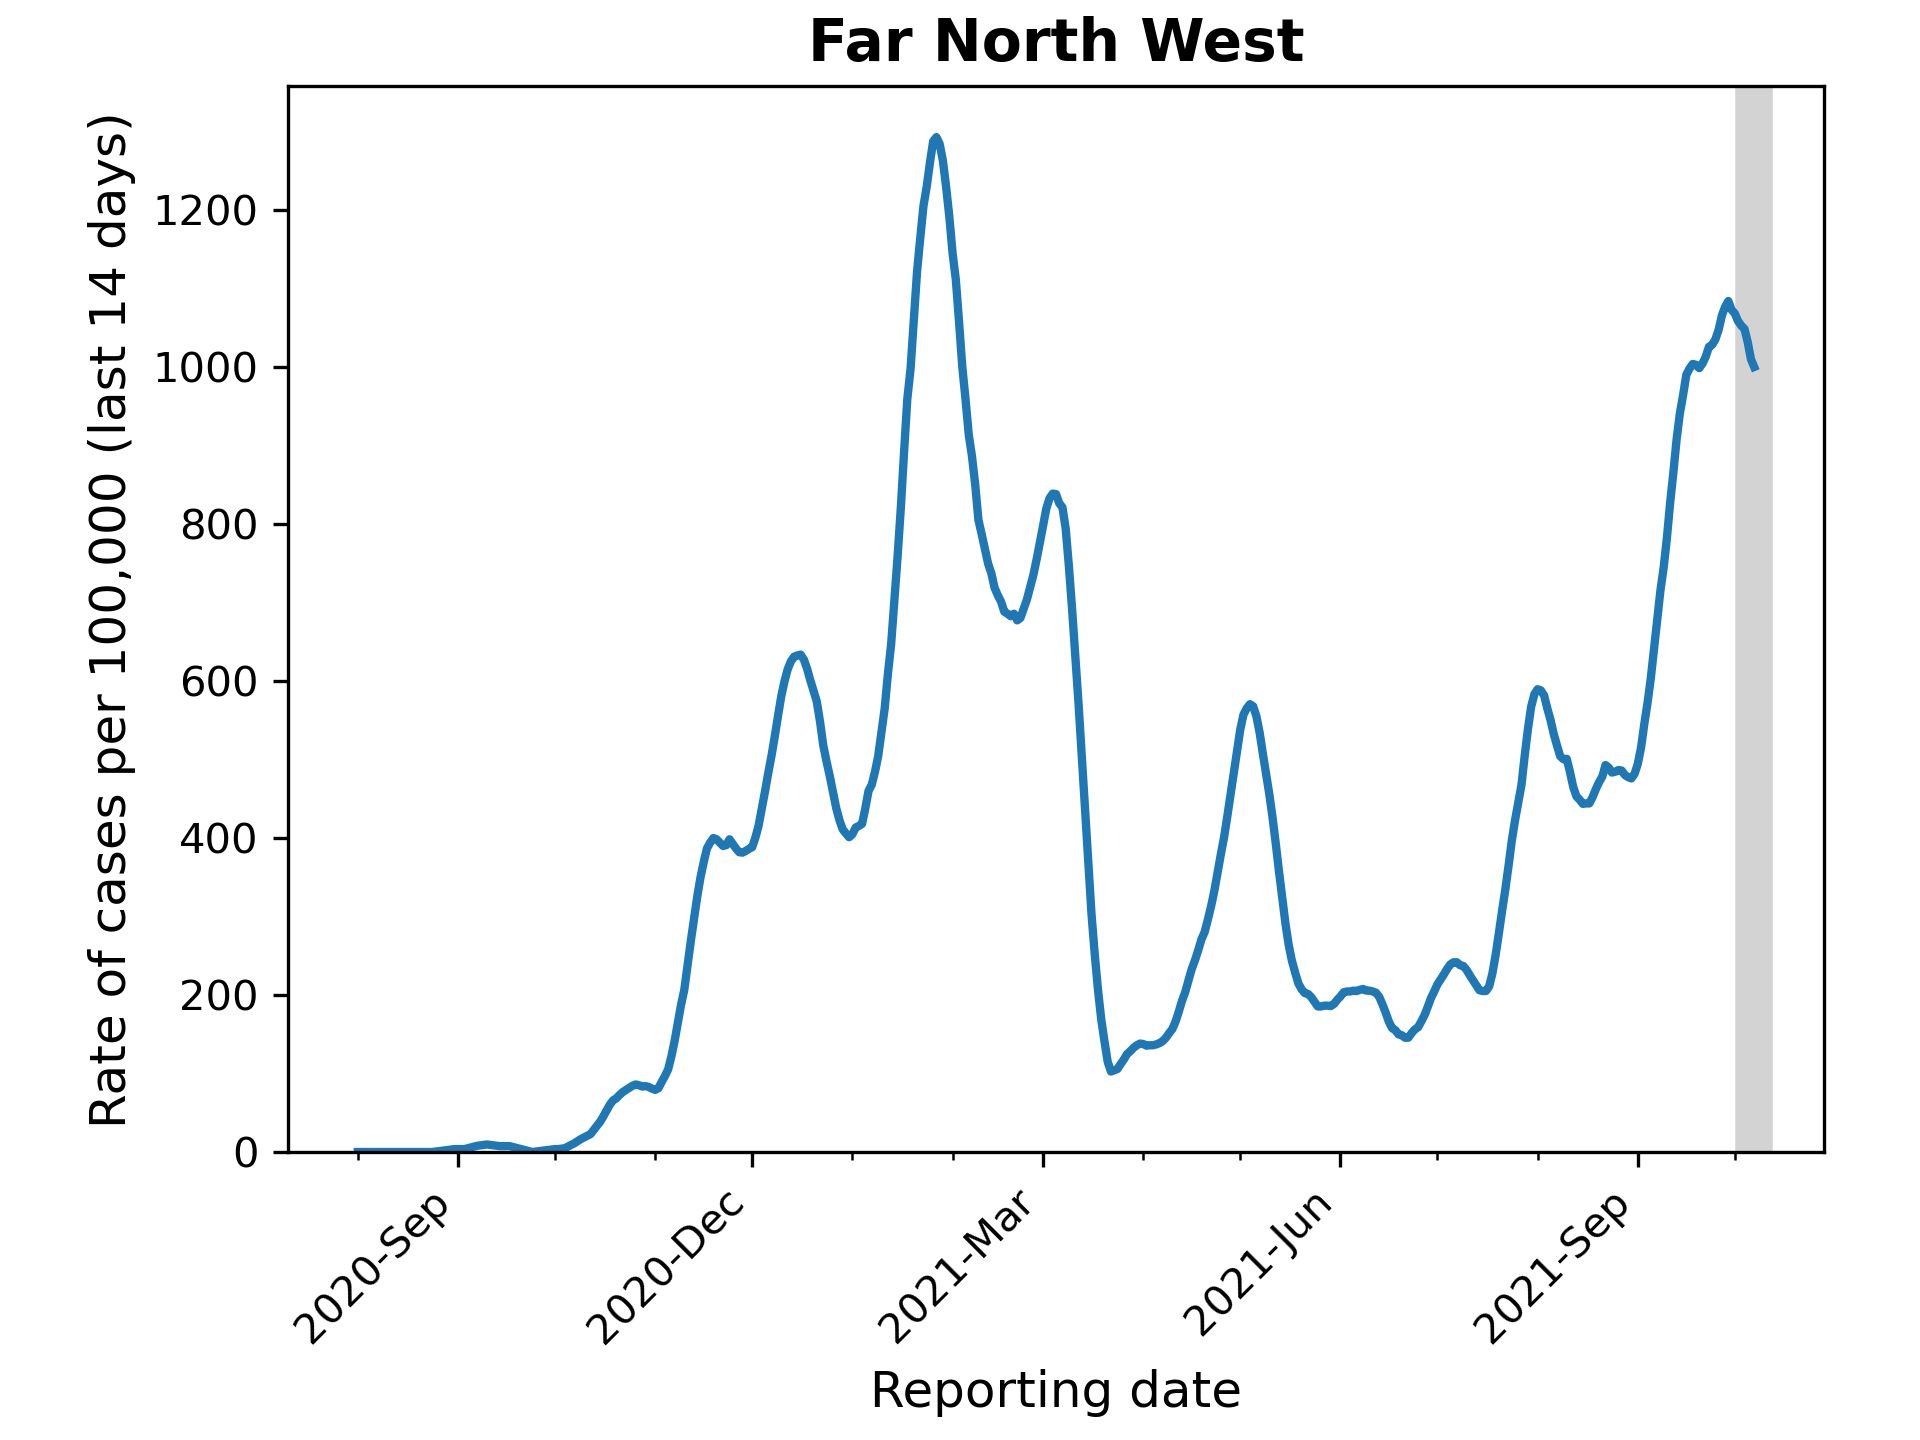 Far North West
Rate of cases per 100,000 (last 14 days)
1200
1000
800
600
400
200
0
2020-Sep
2020-Dec
2021-Mar
2021-Jun
2021-Sep
Reporting date